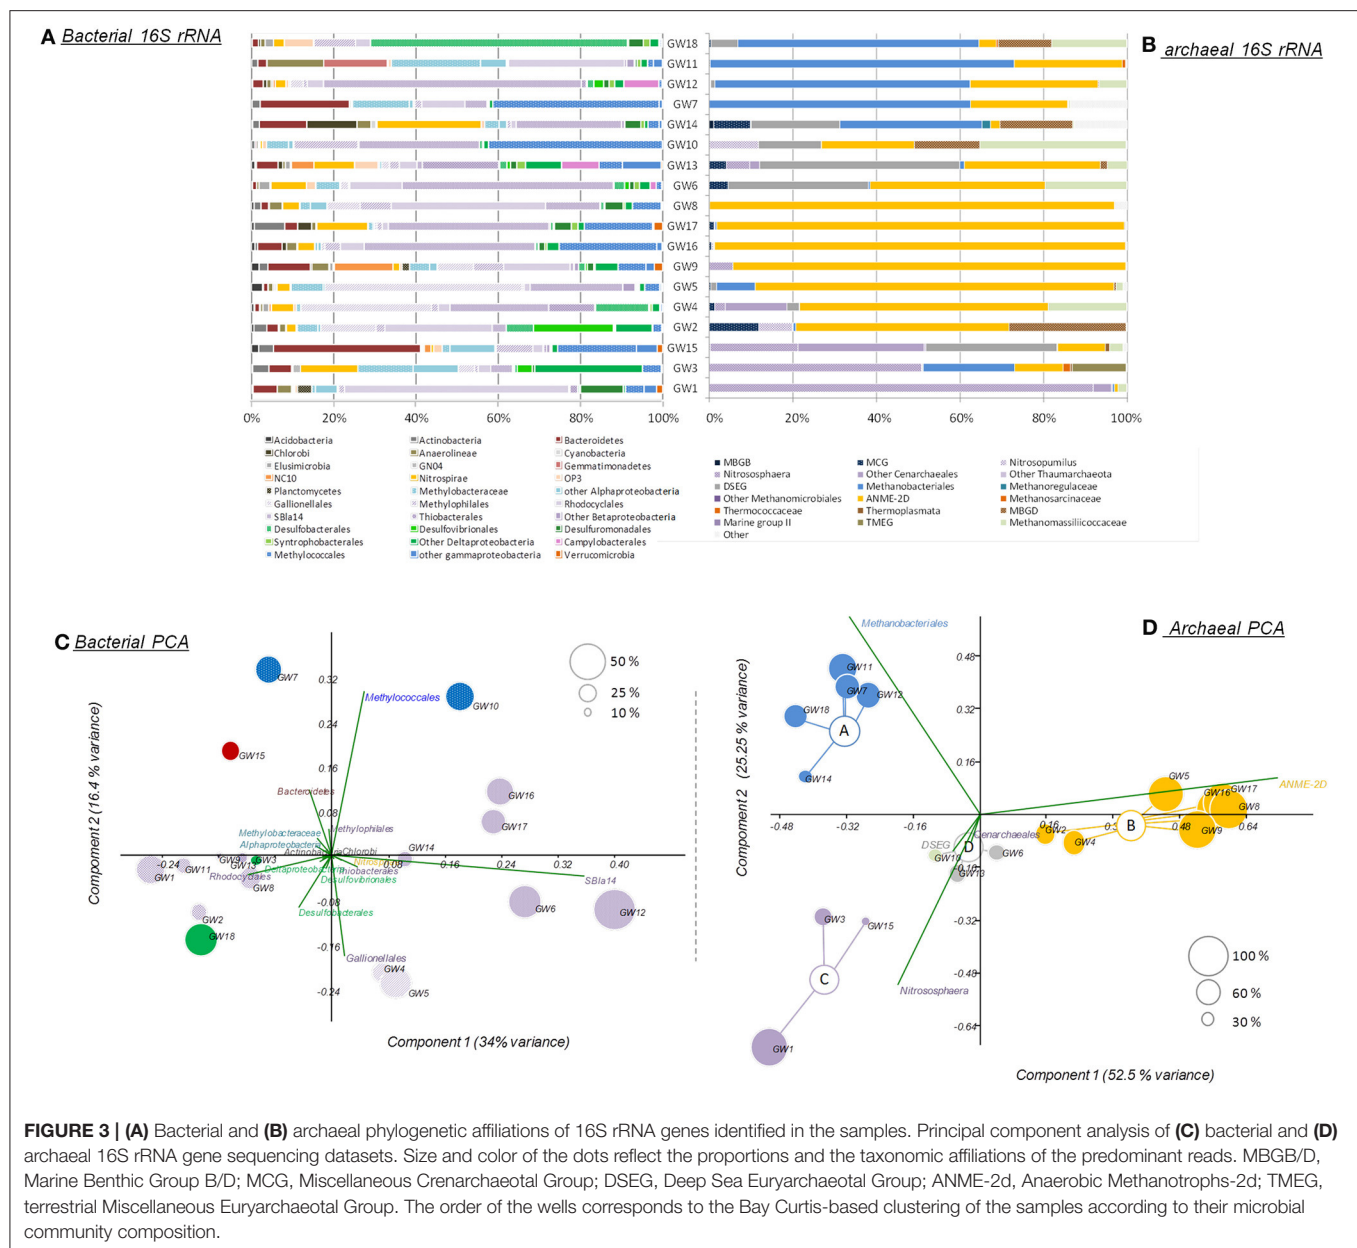 A Bacterial 16S rRNA
B archaeal 16S rRNA
GW18
GW11
GW12
GW7
GW14
GW10
GW13
GW6
GW8
GW17
GW16
GW9
GW5
GW4
GW2
GW15
GW3
GW1
0% 20% 40% 60% 80% 100%
0% 20% 40% 60% 80% 100%
Acidobacteria Actinobacteria Bacteroidetes
Chlorobi Anaerolineae Cyanobacteria
Elusimicrobia GN04 Gemmatimonadetes
NC10 Nitrospirae OP3
Planctomycetes Methylobacteraceae other Alphaproteobacteria
Gallionellales Methylophilales Rhodocyclales
SBla14 Thiobacterales Other Betaproteobacteria
Desulfobacterales Desulfovibrionales Desulfuromonadales
Syntrophobacterales Other Deltaproteobacteria Campylobacterales
Methylococcales other gammaproteobacteria Verrucomicrobia
MBGB MCG Nitrosopumilus
Nitrososphaera Other Cenarchaeales Other Thaumarchaeota
DSEG Methanobacteriales Methanoregulaceae
Other Methanomicrobiales ANME-2D Methanosarcinaceae
Thermococcaceae Thermoplasmata MBGD
Marine group II TMEG Methanomassiliicoccaceae
Other
C Bacterial PCA
Component 2 (16.4 % variance)
Component 1 (34% variance)
50 %
25 %
10 %
0.32
0.24
0.16
0.08
-0.08
-0.16
-0.24
-0.24 0.08 0.16 0.24 0.32 0.40
GW7
Methylococcales
GW10
GW15
Bacteroidetes
GW16
GW17
Methylobacteraceae
Methylophilales
Alphaproteobacteria
Actinobacteria Chlorobi
GW14
GW1
GW11
GW9
GW13
GW3
GW8
Rhodocyclales
Deltaproteobacteria
Thiobacterales
Desulfovibrionales
SBla14
GW2
Desulfobacterales
GW6
GW12
GW18
Gallionellales
GW4
GW5
D Archaeal PCA
Component 2 (25.25 % variance)
Component 1 (52.5 % variance)
Methanobacteriales
0.48
0.32
0.16
-0.16
-0.32
-0.48
-0.64
-0.48 -0.32 -0.16 0.16 0.48 0.64
GW11
GW7
GW12
GW18
A
GW14
GW5
ANME-2D
GW16
GW17
GW8
GW9
GW2
B
GW4
Cenarchaeales
DSEG
D
GW10
GW6
GW13
GW3
GW15
C
Nitrososphaera
GW1
100 %
60 %
30 %
FIGURE 3 | (A) Bacterial and (B) archaeal phylogenetic affiliations of 16S rRNA genes identified in the samples. Principal component analysis of (C) bacterial and (D)
archaeal 16S rRNA gene sequencing datasets. Size and color of the dots reflect the proportions and the taxonomic affiliations of the predominant reads. MBGB/D,
Marine Benthic Group B/D; MCG, Miscellaneous Crenarchaeotal Group; DSEG, Deep Sea Euryarchaeotal Group; ANME-2d, Anaerobic Methanotrophs-2d; TMEG,
terrestrial Miscellaneous Euryarchaeotal Group. The order of the wells corresponds to the Bay Curtis-based clustering of the samples according to their microbial
community composition.